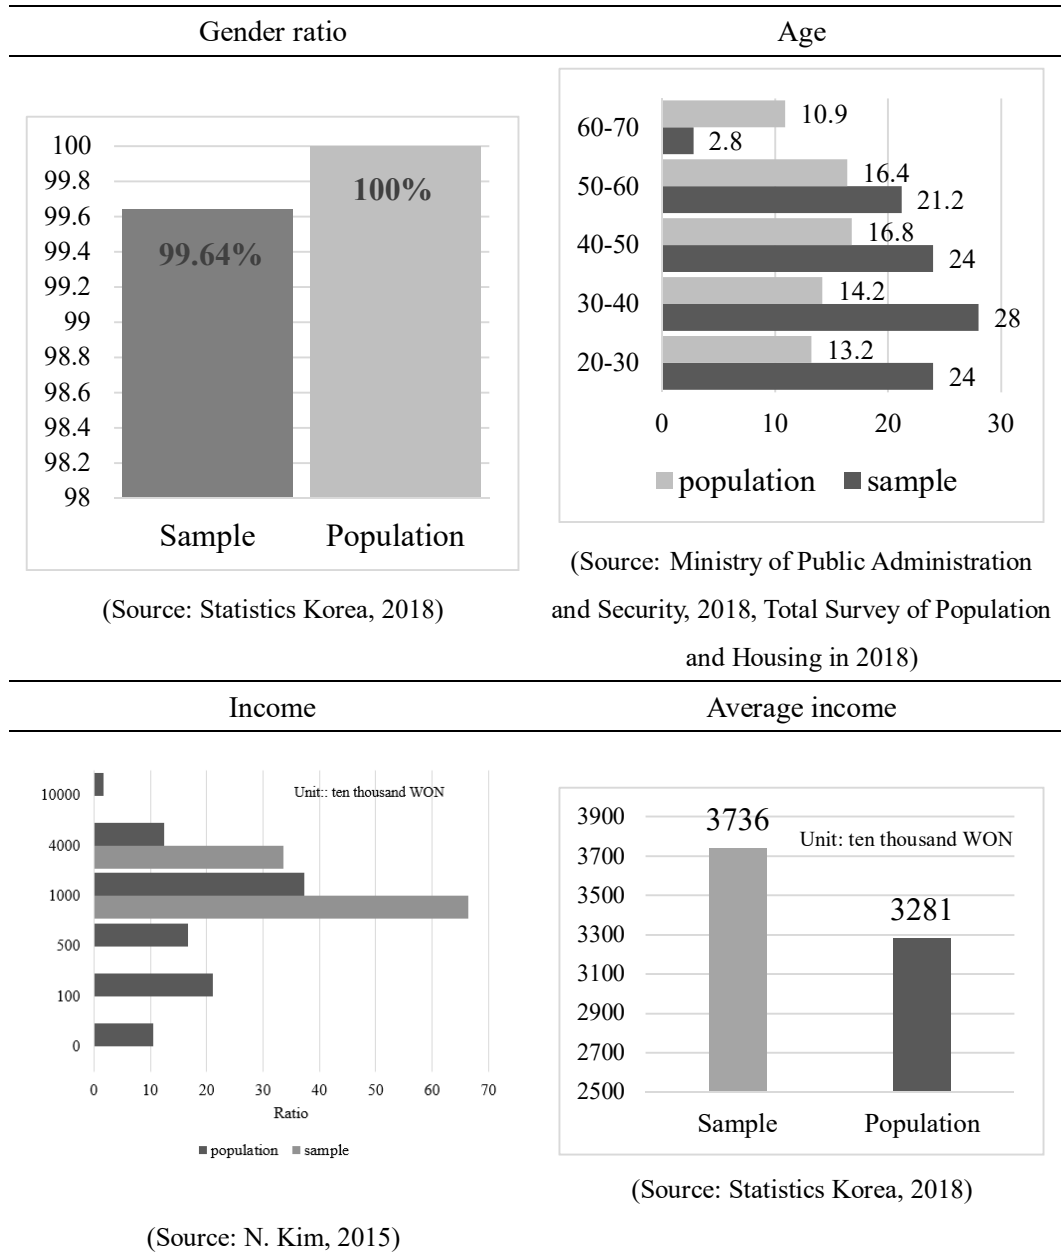 Gender ratio
Age
100
99.8
99.6
99.4
99.2
99
98.8
98.6
98.4
98.2
98
99.64%
100%
Sample Population
(Source: Statistics Korea, 2018)
60-70
50-60
40-50
30-40
20-30
10.9
2.8
16.4
21.2
16.8
24
14.2
28
13.2
24
0 10 20 30
population sample
(Source: Ministry of Public Administration
and Security, 2018, Total Survey of Population
and Housing in 2018)
Income
Average income
Unit:: ten thousand WON
10000
4000
1000
500
100
0
0 10 20 30 40 50 60 70
Ratio
population sample
(Source: N. Kim, 2015)
3900
3700
3500
3300
3100
2900
2700
2500
3736
Unit: ten thousand WON
3281
Sample Population
(Source: Statistics Korea, 2018)